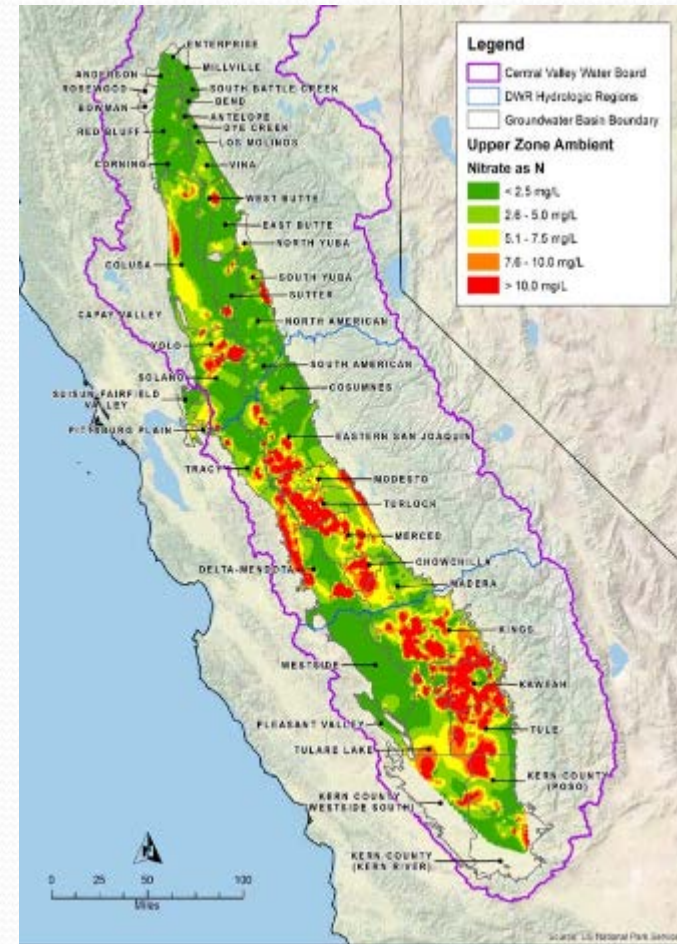 Legend
Central Valley Water Board
DWR Hydrologic Regions
Groundwater Basin Boundary
Upper Zone Ambient
Nitrate as N
< 2.5 mg/L
2.6 - 5.0 mg/L
5.1 - 7.5 mg/L
7.6 - 10.0 mg/L
> 10.0 mg/L
ENTERPRISE
ANDERSON
MILLVILLE
ROSEWOOD
SOUTH BATTLE CREEK
BOWMAN
BEND
ANTELOPE
RED BLUFF
DYE CREEK
LOS MOLINOS
CORNING
VINA
WEST BUTTE
EAST BUTTE
NORTH YUBA
COLUSA
SOUTH YUBA
SUTTER
CAPAY VALLEY
NORTH AMERICAN
YOLO
SOUTH AMERICAN
SOLANO
COSUMNES
SUISUN-FAIRFIELD
VALLEY
PITTSBURG PLAIN
EASTERN SAN JOAQUIN
TRACY
MODESTO
TURLOCK
MERCED
CHOWCHILLA
DELTA-MENDOTA
MADERA
KINGS
WESTSIDE
KAWEAH
PLEASANT VALLEY
TULE
TULARE LAKE
KERN COUNTY
(POSO)
KERN COUNTY
(WESTSIDE SOUTH)
KERN COUNTY
(KERN RIVER)
N
0 25 50 100
Miles
Source: US National Park Service